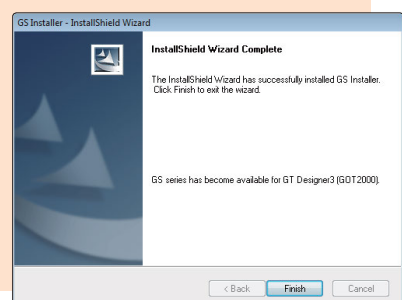 GS Installer - InstallShield Wizard
InstallShield Wizard Complete
The InstallShield Wizard has successfully installed GS Installer.
Click Finish to exit the wizard.
GS series has become available for GT Designer3 (GOT2000).
< Back
Finish
Cancel